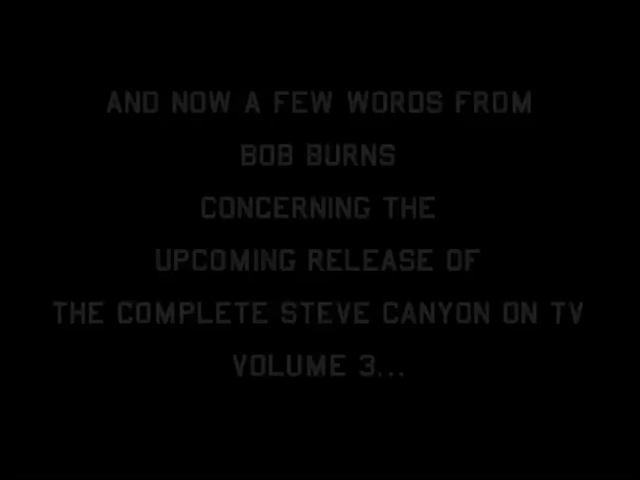 AND NOW A FEW WORDS FROM
BOB BURNS
CONCERNING THE
UPCOMING RELEASE OF
THE COMPLETE STEVE CANYON ON TV
VOLUME 3...